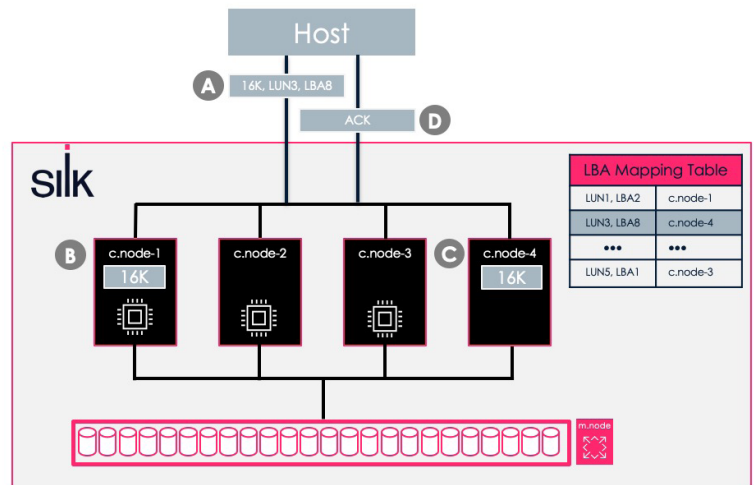 Host
A
16K, LUN3, LBA8
ACK
D
silk
LBA Mapping Table
LUN1, LBA2
c.node-1
LUN3, LBA8
c.node-4
•••
•••
LUN5, LBA1
c.node-3
B
c.node-1
16K
c.node-2
c.node-3
C
c.node-4
16K
m.node